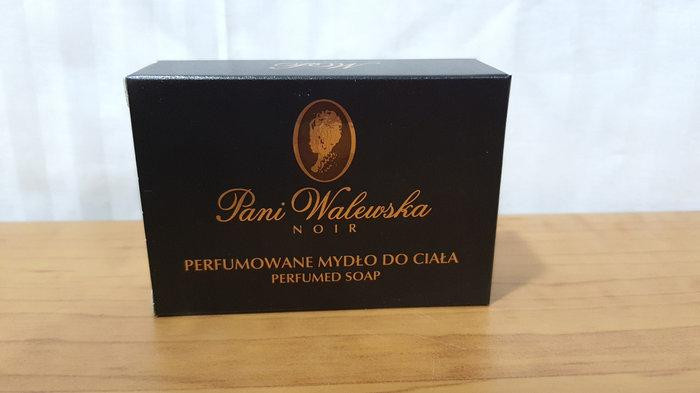 Pani Walewska
NOIR
PERFUMOWANE MYDŁO DO CIAŁA
PERFUMED SOAP